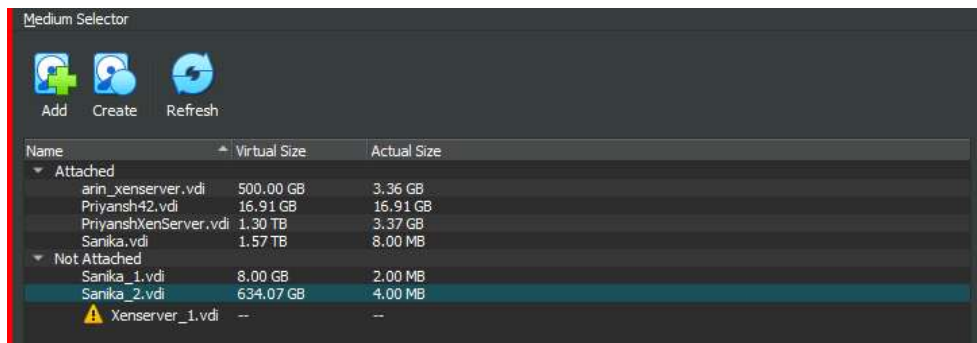 Medium Selector
Add Create Refresh
Name Virtual Size Actual Size
Attached
arin_xenserver.vdi 500.00 GB 3.36 GB
Priyansh42.vdi 16.91 GB 16.91 GB
PriyanshXenServer.vdi 1.30 TB 3.37 GB
Sanika.vdi 1.57 TB 8.00 MB
Not Attached
Sanika_1.vdi 8.00 GB 2.00 MB
Sanika_2.vdi 634.07 GB 4.00 MB
Xenserver_1.vdi -- --